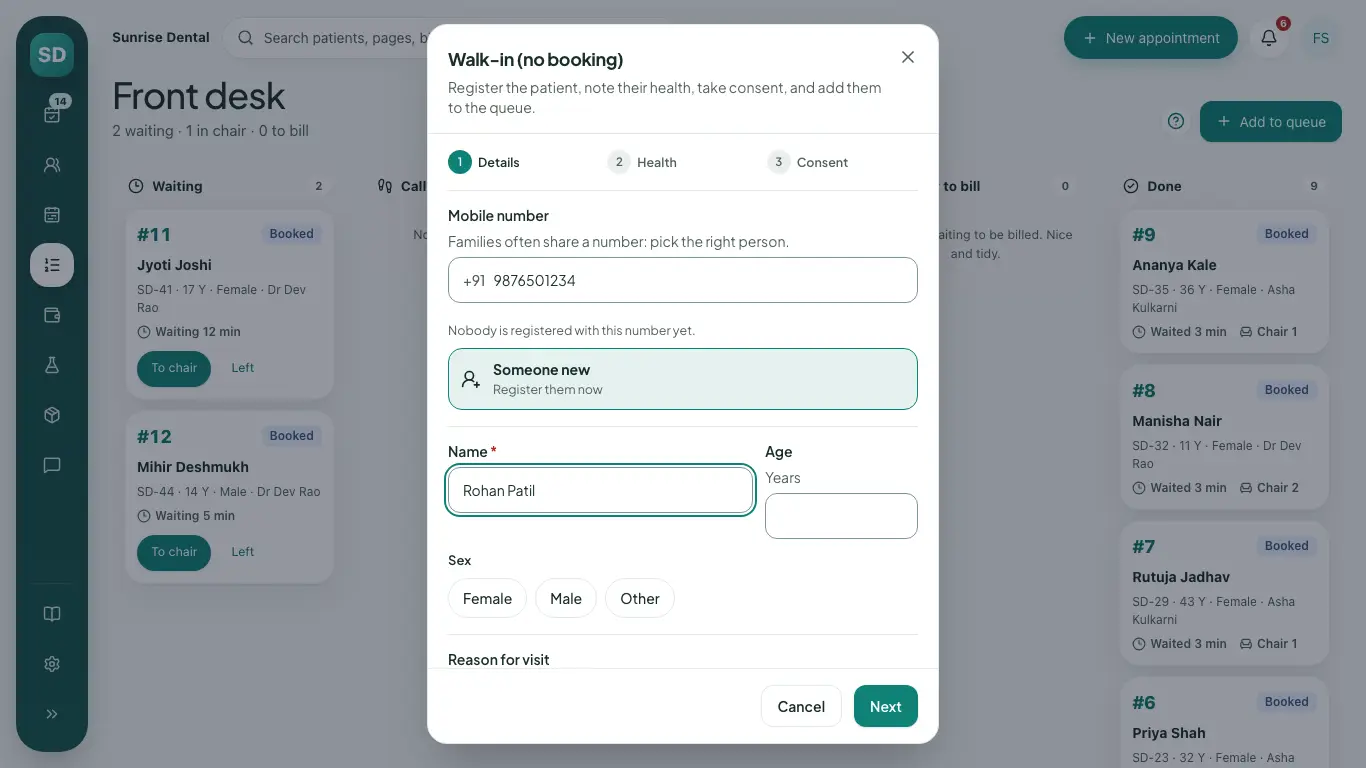 SD
14
Sunrise Dental
Search patients, pages, b
New appointment
6
FS
Front desk
2 waiting · 1 in chair · 0 to bill
Add to queue
Waiting
2
#11
Booked
Jyoti Joshi
SD-41 · 17 Y · Female · Dr Dev
Rao
Waiting 12 min
To chair
Left
#12
Booked
Mihir Deshmukh
SD-44 · 14 Y · Male · Dr Dev Rao
Waiting 5 min
To chair
Left
Call
No
Walk-in (no booking)
Register the patient, note their health, take consent, and add them
to the queue.
1 Details
2 Health
3 Consent
Mobile number
Families often share a number: pick the right person.
+91 9876501234
Nobody is registered with this number yet.
Someone new
Register them now
Name *
Rohan Patil
Age
Years
Sex
Female
Male
Other
Reason for visit
Cancel
Next
to bill
0
aiting to be billed. Nice
and tidy.
Done
9
#9
Booked
Ananya Kale
SD-35 · 36 Y · Female · Asha
Kulkarni
Waited 3 min
Chair 1
#8
Booked
Manisha Nair
SD-32 · 11 Y · Female · Dr Dev
Rao
Waited 3 min
Chair 2
#7
Booked
Rutuja Jadhav
SD-29 · 43 Y · Female · Asha
Kulkarni
Waited 3 min
Chair 1
#6
Booked
Priya Shah
SD-23 · 32 Y · Female · Asha